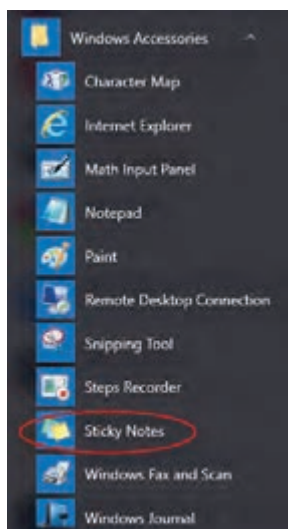 Windows Accessories
Character Map
Internet Explorer
Math Input Panel
Notepad
Paint
Remote Desktop Connection
Snipping Tool
Steps Recorder
Sticky Notes
Windows Fax and Scan
Windows Journal